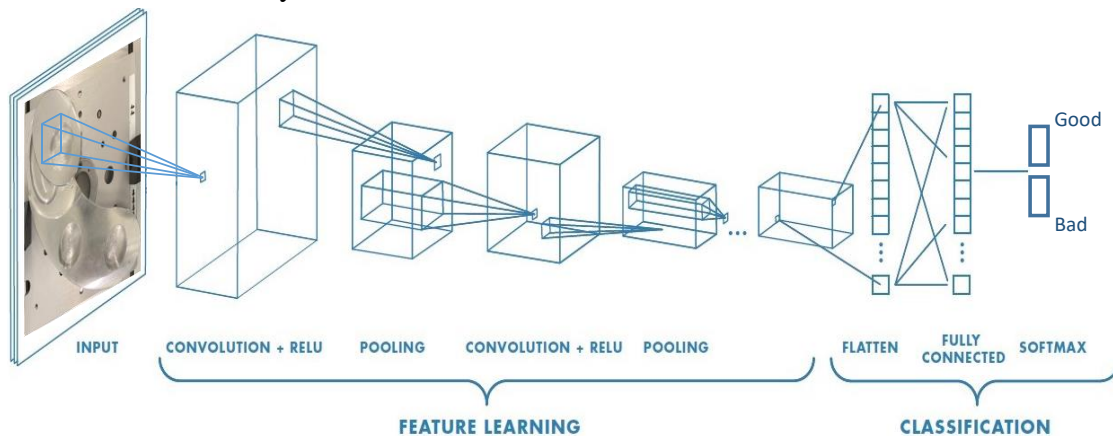 Good
Bad
...
INPUT
CONVOLUTION + RELU
POOLING
CONVOLUTION + RELU
POOLING
FLATTEN
FULLY
CONNECTED
SOFTMAX
FEATURE LEARNING
CLASSIFICATION